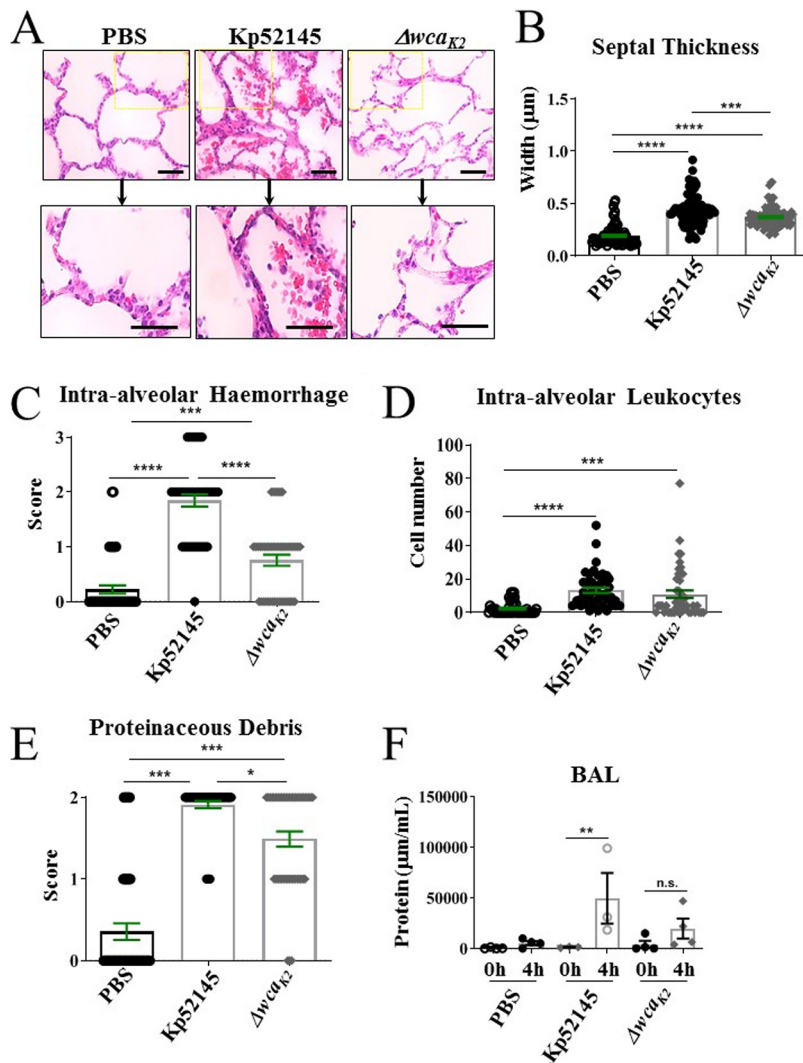 A
PBS
Kp52145
ΔwcaK2
B
Septal Thickness
Width (µm)
1.5
1.0
0.5
0.0
***
****
****
PBS
Kp52145
ΔwcaK2
C
Intra-alveolar Haemorrhage
Score
3
2
1
0
***
****
****
PBS
Kp52145
ΔwcaK2
D
Intra-alveolar Leukocytes
Cell number
100
80
60
40
20
0
***
****
PBS
Kp52145
ΔwcaK2
E
Proteinaceous Debris
Score
2
1
0
***
***
*
PBS
Kp52145
ΔwcaK2
F
BAL
Protein (µm/mL)
150000
100000
50000
0
**
n.s.
0h 4h 0h 4h 0h 4h
PBS
Kp52145
ΔwcaK2